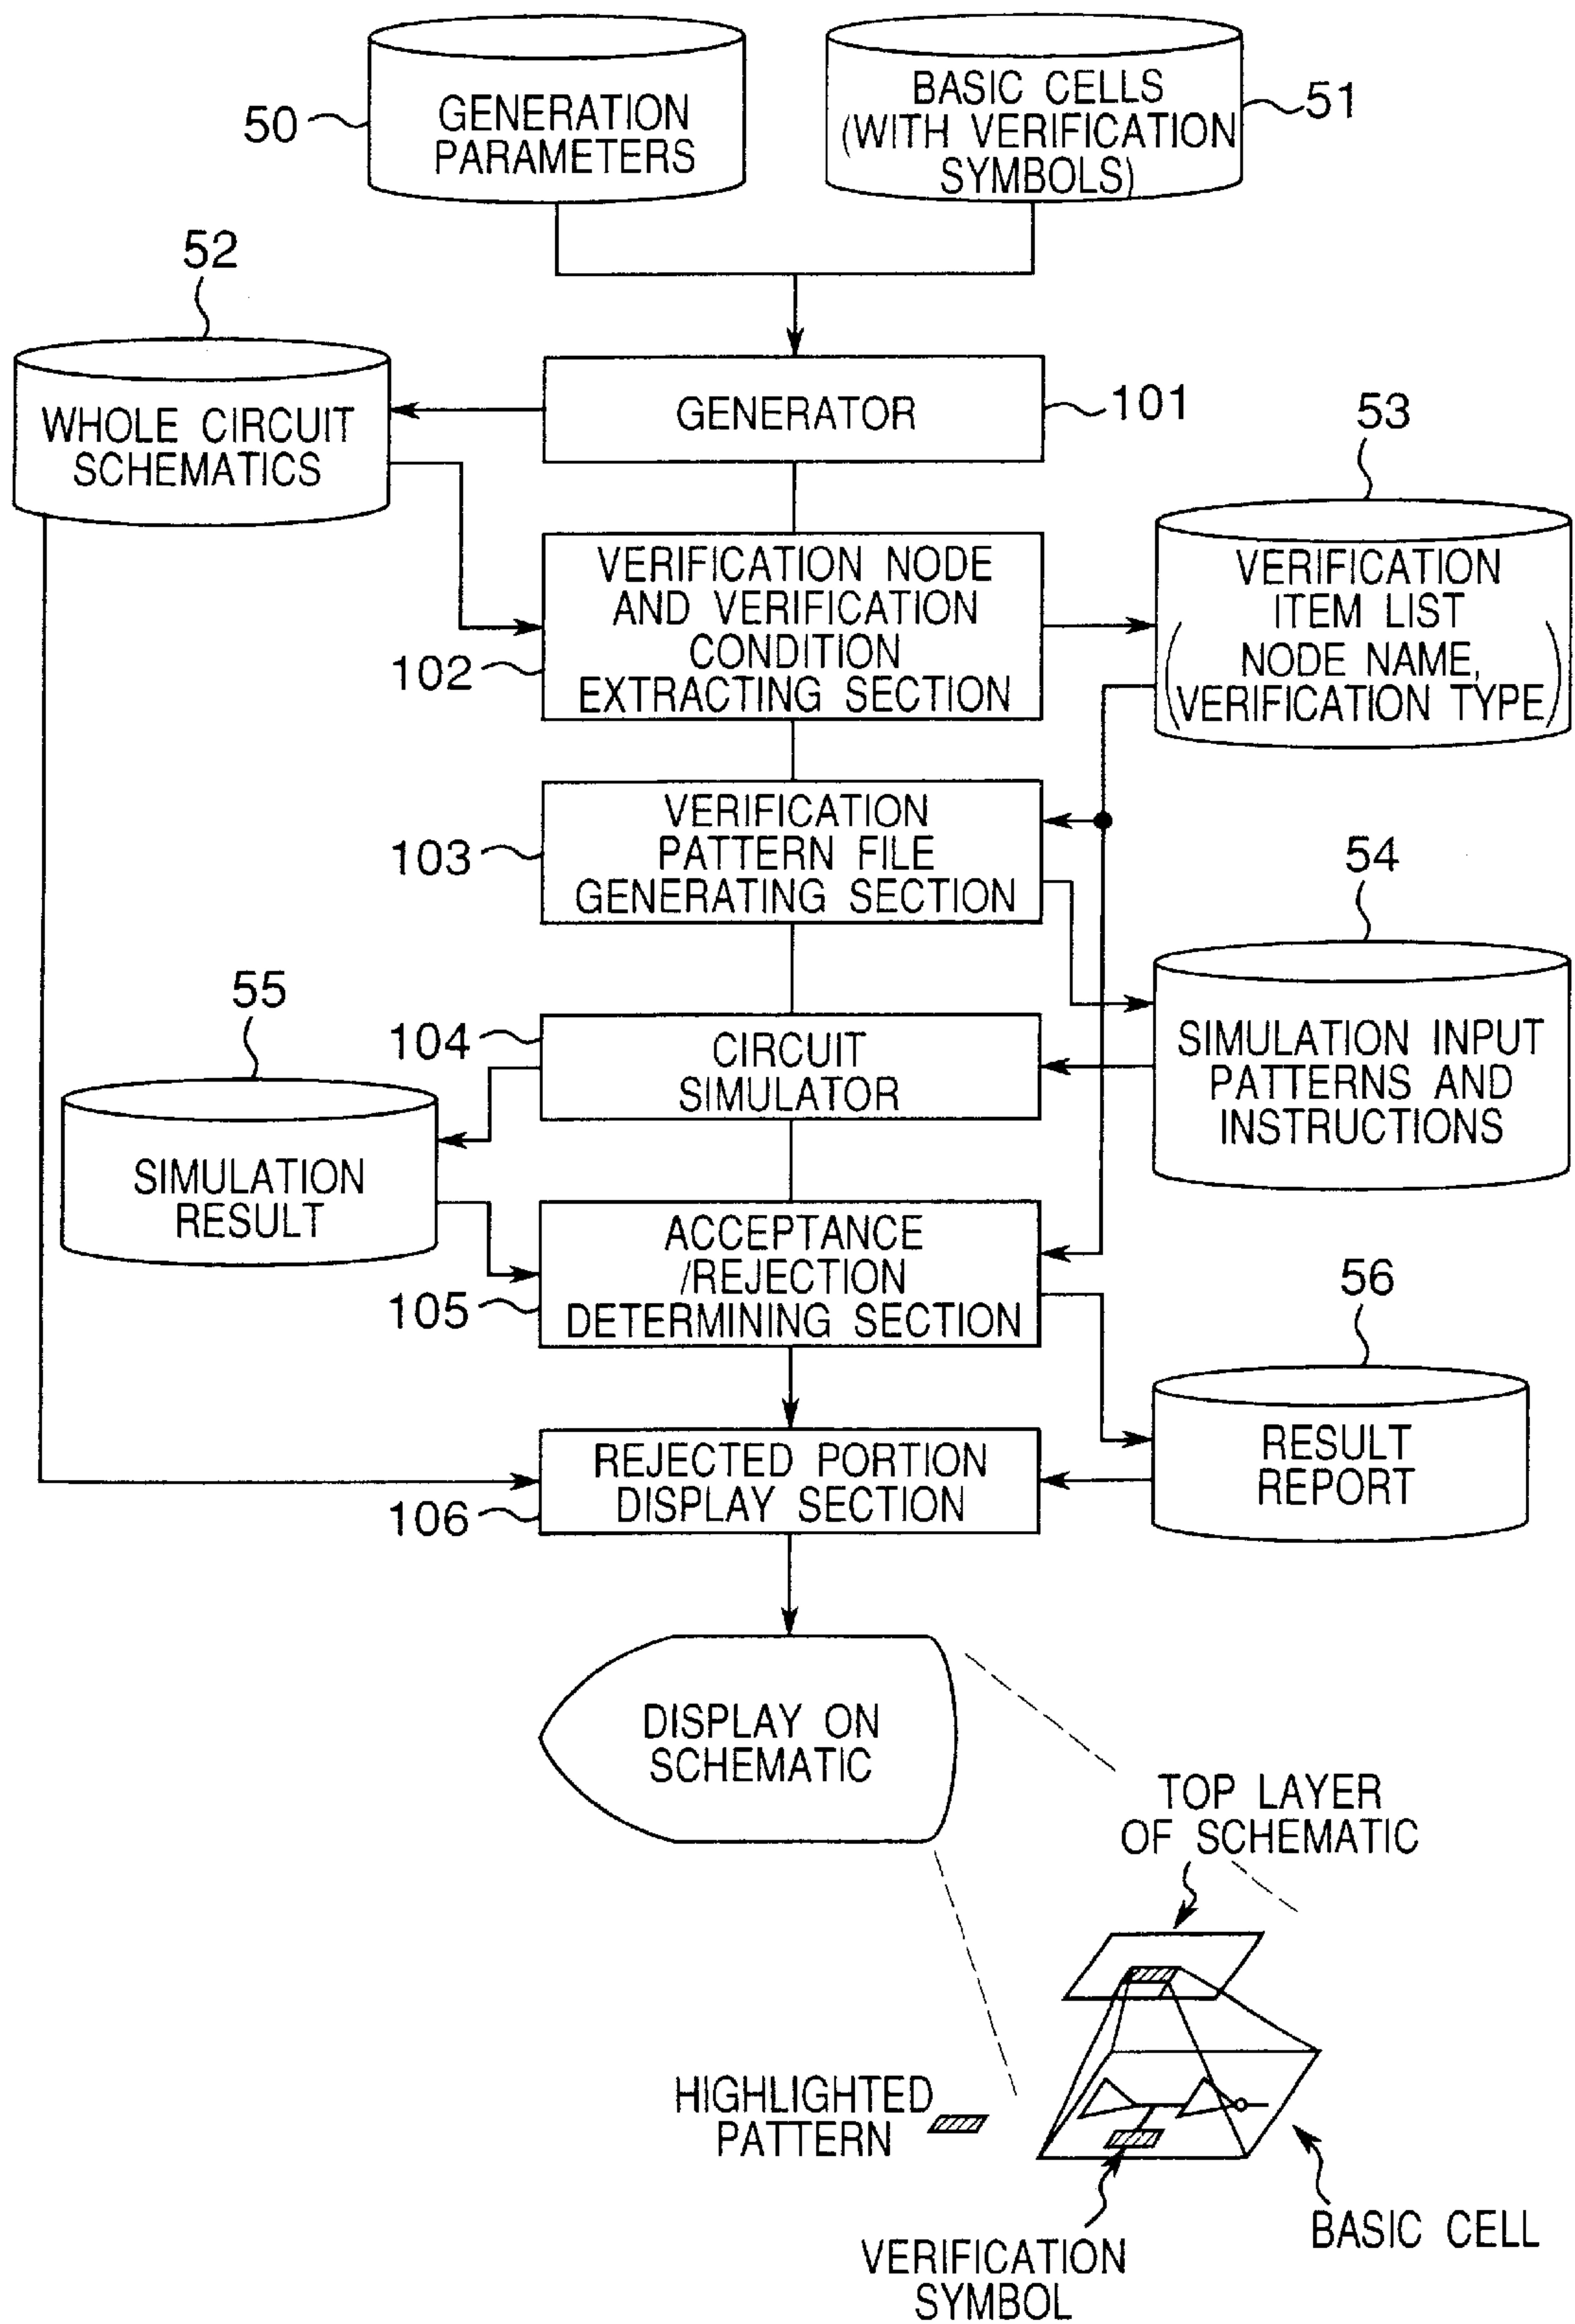 50
GENERATION
PARAMETERS
BASIC CELLS
(WITH VERIFICATION
SYMBOLS)
51
52
WHOLE CIRCUIT
SCHEMATICS
GENERATOR
101
53
VERIFICATION NODE
AND VERIFICATION
CONDITION
EXTRACTING SECTION
102
VERIFICATION
ITEM LIST
(NODE NAME,
VERIFICATION TYPE)
103
VERIFICATION
PATTERN FILE
GENERATING SECTION
54
55
104
CIRCUIT
SIMULATOR
SIMULATION INPUT
PATTERNS AND
INSTRUCTIONS
SIMULATION
RESULT
105
ACCEPTANCE
/REJECTION
DETERMINING SECTION
56
106
REJECTED PORTION
DISPLAY SECTION
RESULT
REPORT
DISPLAY ON
SCHEMATIC
TOP LAYER
OF SCHEMATIC
HIGHLIGHTED
PATTERN
BASIC CELL
VERIFICATION
SYMBOL